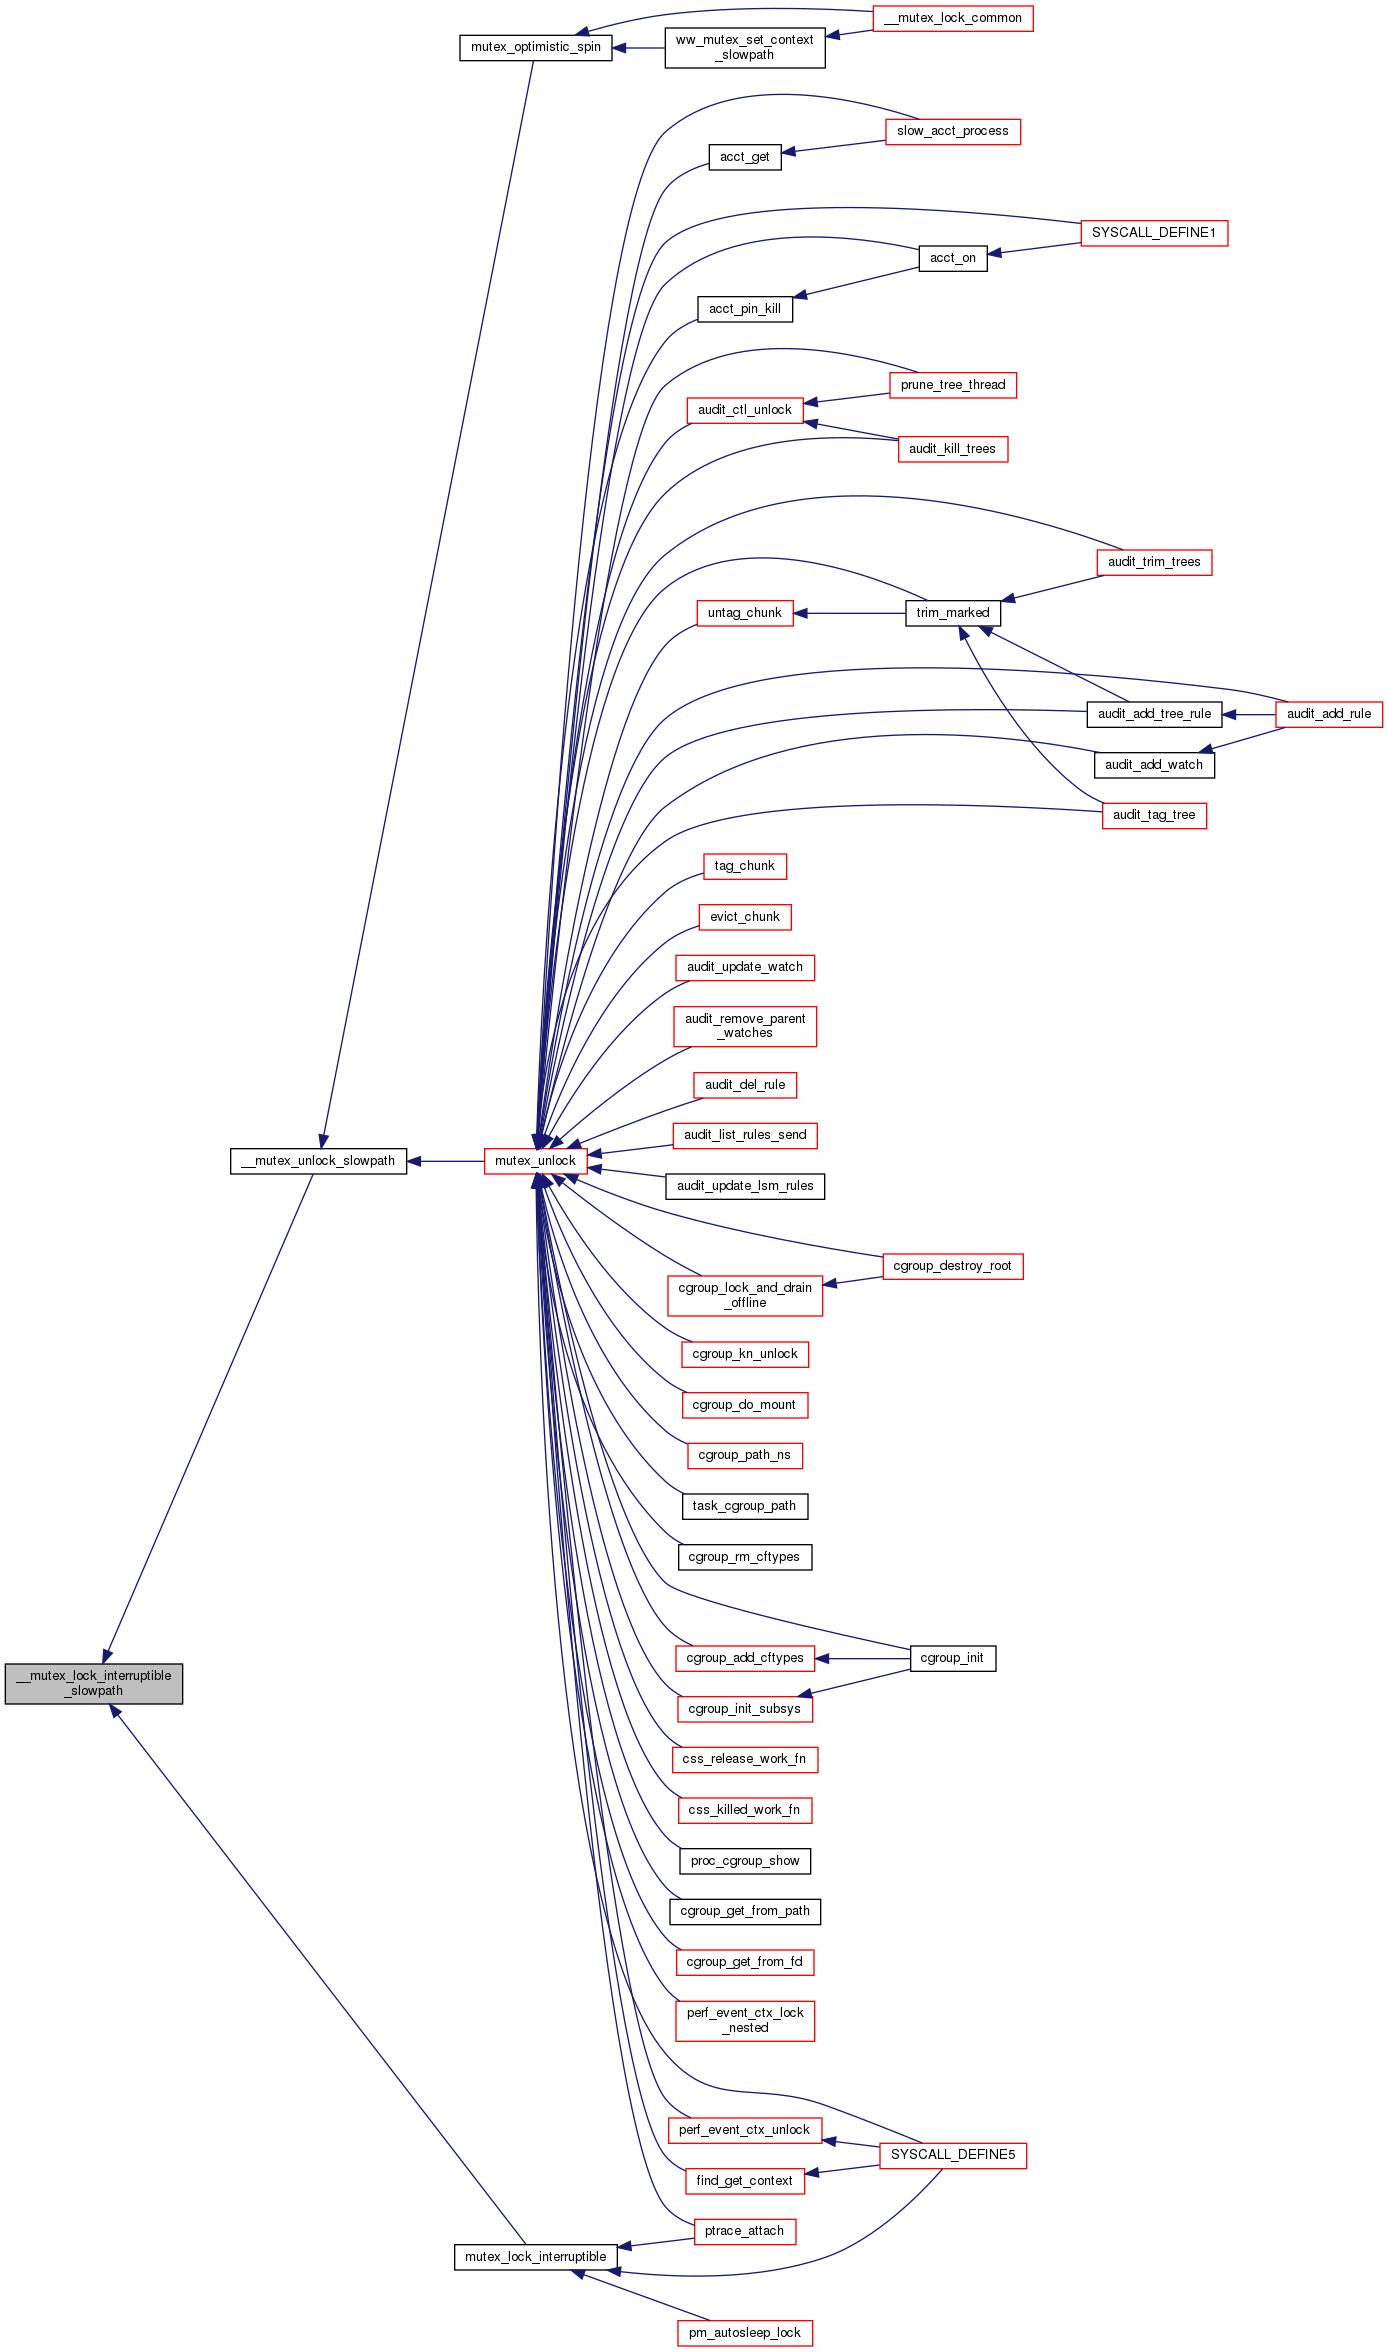 __mutex_lock_common
mutex_optimistic_spin
ww_mutex_set_context
_slowpath
slow_acct_process
acct_get
SYSCALL_DEFINE1
acct_on
acct_pin_kill
prune_tree_thread
audit_ctl_unlock
audit_kill_trees
audit_trim_trees
untag_chunk
trim_marked
audit_add_tree_rule
audit_add_rule
audit_add_watch
audit_tag_tree
tag_chunk
evict_chunk
audit_update_watch
audit_remove_parent
_watches
audit_del_rule
audit_list_rules_send
__mutex_unlock_slowpath
mutex_unlock
audit_update_lsm_rules
cgroup_destroy_root
cgroup_lock_and_drain
_offline
cgroup_kn_unlock
cgroup_do_mount
cgroup_path_ns
task_cgroup_path
cgroup_rm_cftypes
cgroup_add_cftypes
cgroup_init
__mutex_lock_interruptible
_slowpath
cgroup_init_subsys
css_release_work_fn
css_killed_work_fn
proc_cgroup_show
cgroup_get_from_path
cgroup_get_from_fd
perf_event_ctx_lock
_nested
perf_event_ctx_unlock
SYSCALL_DEFINE5
find_get_context
ptrace_attach
mutex_lock_interruptible
pm_autosleep_lock